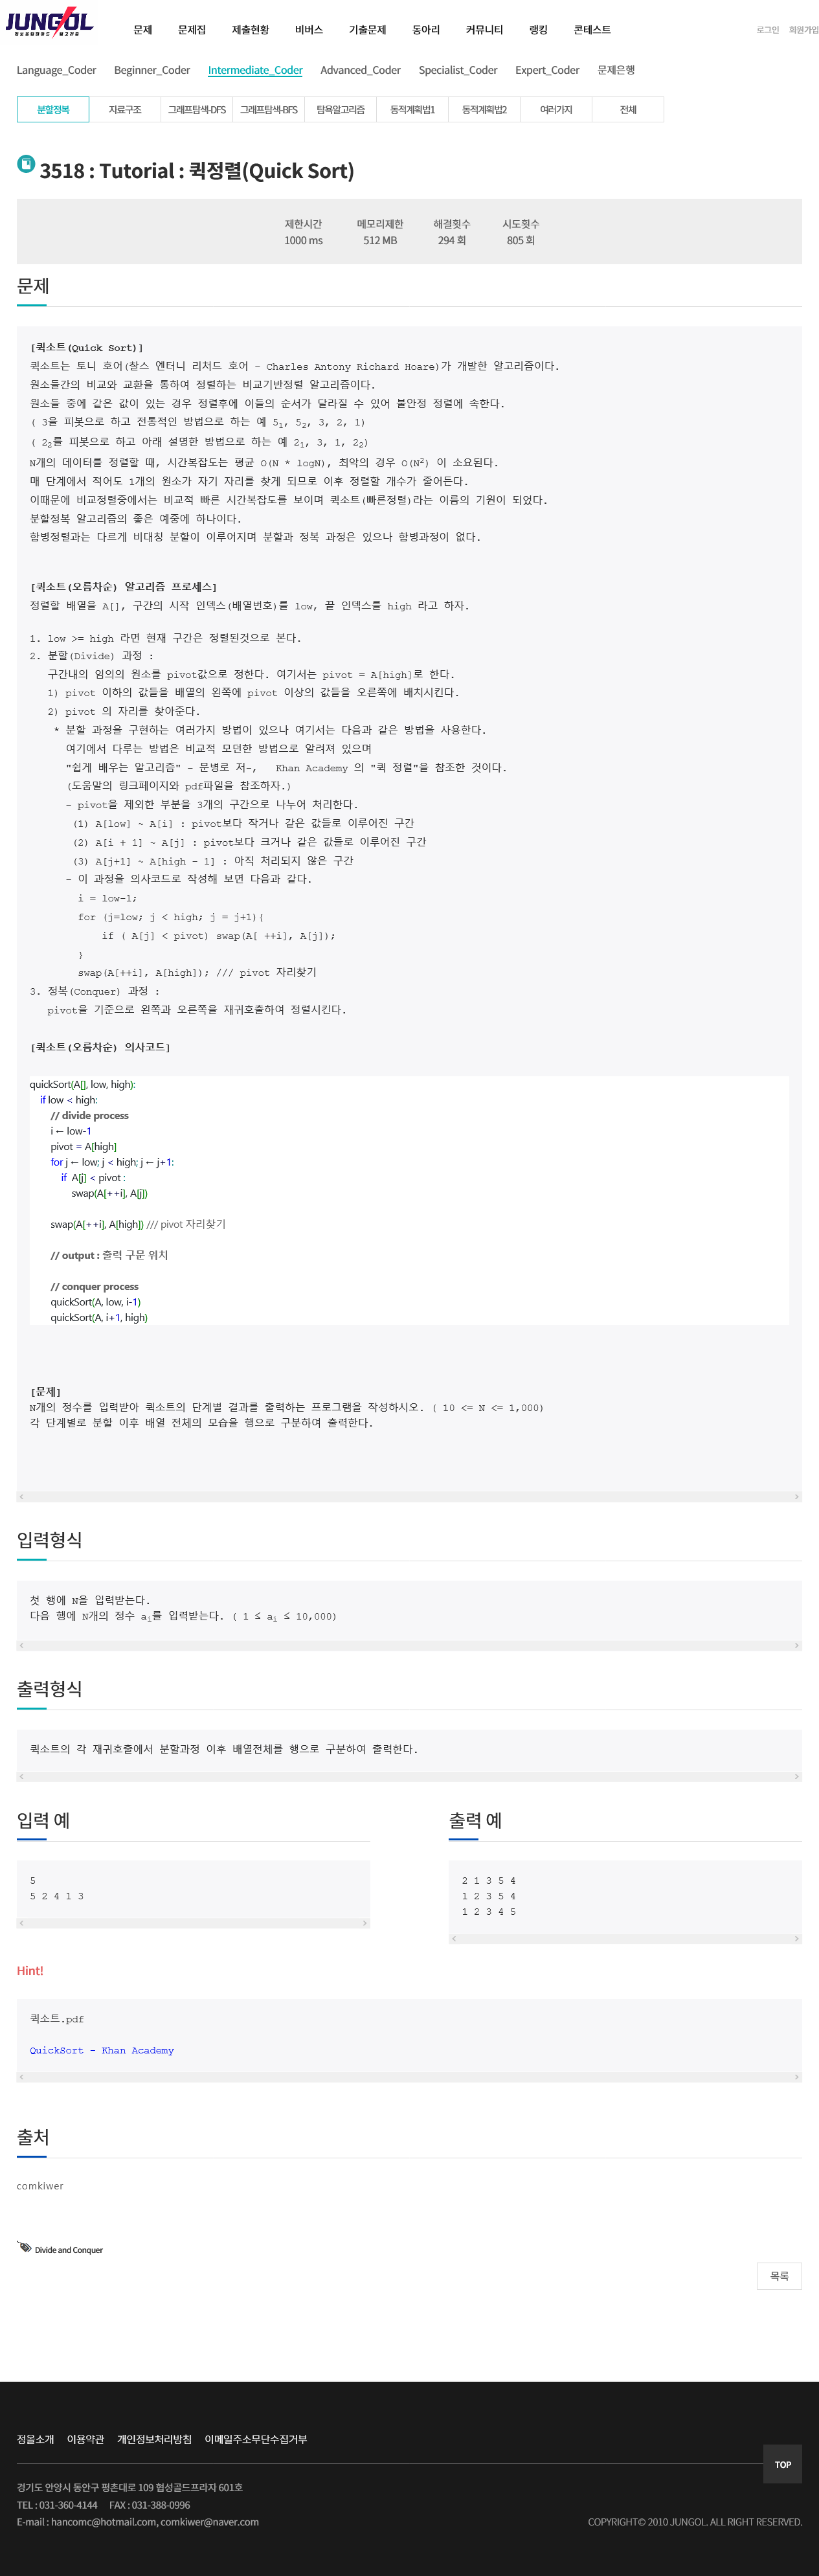 JUNGOL
정보올림피아드&알고리즘
문제 문제집 제출현황 비버스 기출문제 동아리 커뮤니티 랭킹 콘테스트
로그인 회원가입
Language_Coder Beginner_Coder Intermediate_Coder Advanced_Coder Specialist_Coder Expert_Coder 문제은행
분할정복 자료구조 그래프탐색-DFS 그래프탐색-BFS 탐욕알고리즘 동적계획법1 동적계획법2 여러가지 전체
3518 : Tutorial : 퀵정렬(Quick Sort)
제한시간 메모리제한 해결횟수 시도횟수
1000 ms 512 MB 294 회 805 회
문제
[퀵소트(Quick Sort)]
퀵소트는 토니 호어(찰스 엔터니 리처드 호어 - Charles Antony Richard Hoare)가 개발한 알고리즘이다.
원소들간의 비교와 교환을 통하여 정렬하는 비교기반정렬 알고리즘이다.
원소들 중에 같은 값이 있는 경우 정렬후에 이들의 순서가 달라질 수 있어 불안정 정렬에 속한다.
( 3을 피봇으로 하고 전통적인 방법으로 하는 예 5₁, 5₂, 3, 2, 1)
( 2₂를 피봇으로 하고 아래 설명한 방법으로 하는 예 2₁, 3, 1, 2₂)
N개의 데이터를 정렬할 때, 시간복잡도는 평균 O(N * logN), 최악의 경우 O(N²) 이 소요된다.
매 단계에서 적어도 1개의 원소가 자기 자리를 찾게 되므로 이후 정렬할 개수가 줄어든다.
이때문에 비교정렬중에서는 비교적 빠른 시간복잡도를 보이며 퀵소트(빠른정렬)라는 이름의 기원이 되었다.
분할정복 알고리즘의 좋은 예중에 하나이다.
합병정렬과는 다르게 비대칭 분할이 이루어지며 분할과 정복 과정은 있으나 합병과정이 없다.
[퀵소트(오름차순) 알고리즘 프로세스]
정렬할 배열을 A[], 구간의 시작 인덱스(배열번호)를 low, 끝 인덱스를 high 라고 하자.
1. low >= high 라면 현재 구간은 정렬된것으로 본다.
2. 분할(Divide) 과정 :
구간내의 임의의 원소를 pivot값으로 정한다. 여기서는 pivot = A[high]로 한다.
1) pivot 이하의 값들을 배열의 왼쪽에 pivot 이상의 값들을 오른쪽에 배치시킨다.
2) pivot 의 자리를 찾아준다.
* 분할 과정을 구현하는 여러가지 방법이 있으나 여기서는 다음과 같은 방법을 사용한다.
여기에서 다루는 방법은 비교적 모던한 방법으로 알려져 있으며
"쉽게 배우는 알고리즘" - 문병로 저-, Khan Academy 의 "퀵 정렬"을 참조한 것이다.
(도움말의 링크페이지와 pdf파일을 참조하자.)
- pivot을 제외한 부분을 3개의 구간으로 나누어 처리한다.
(1) A[low] ~ A[i] : pivot보다 작거나 같은 값들로 이루어진 구간
(2) A[i + 1] ~ A[j] : pivot보다 크거나 같은 값들로 이루어진 구간
(3) A[j+1] ~ A[high - 1] : 아직 처리되지 않은 구간
- 이 과정을 의사코드로 작성해 보면 다음과 같다.
i = low-1;
for (j=low; j < high; j = j+1){
if ( A[j] < pivot) swap(A[ ++i], A[j]);
}
swap(A[++i], A[high]); /// pivot 자리찾기
3. 정복(Conquer) 과정 :
pivot을 기준으로 왼쪽과 오른쪽을 재귀호출하여 정렬시킨다.
[퀵소트(오름차순) 의사코드]
quickSort(A[], low, high):
if low < high:
// divide process
i ← low-1
pivot = A[high]
for j ← low; j < high; j ← j+1:
if A[j] < pivot :
swap(A[++i], A[j])
swap(A[++i], A[high]) /// pivot 자리찾기
// output : 출력 구문 위치
// conquer process
quickSort(A, low, i-1)
quickSort(A, i+1, high)
[문제]
N개의 정수를 입력받아 퀵소트의 단계별 결과를 출력하는 프로그램을 작성하시오. ( 10 <= N <= 1,000)
각 단계별로 분할 이후 배열 전체의 모습을 행으로 구분하여 출력한다.
입력형식
첫 행에 N을 입력받는다.
다음 행에 N개의 정수 aᵢ를 입력받는다. ( 1 ≤ aᵢ ≤ 10,000)
출력형식
퀵소트의 각 재귀호출에서 분할과정 이후 배열전체를 행으로 구분하여 출력한다.
입력 예
5
5 2 4 1 3
출력 예
2 1 3 5 4
1 2 3 5 4
1 2 3 4 5
Hint!
퀵소트.pdf
QuickSort - Khan Academy
출처
comkiwer
Divide and Conquer
목록
정올소개 이용약관 개인정보처리방침 이메일주소무단수집거부
TOP
경기도 안양시 동안구 평촌대로 109 협성골드프라자 601호
TEL : 031-360-4144 FAX : 031-388-0996
E-mail : hancomc@hotmail.com, comkiwer@naver.com
COPYRIGHT© 2010 JUNGOL. ALL RIGHT RESERVED.